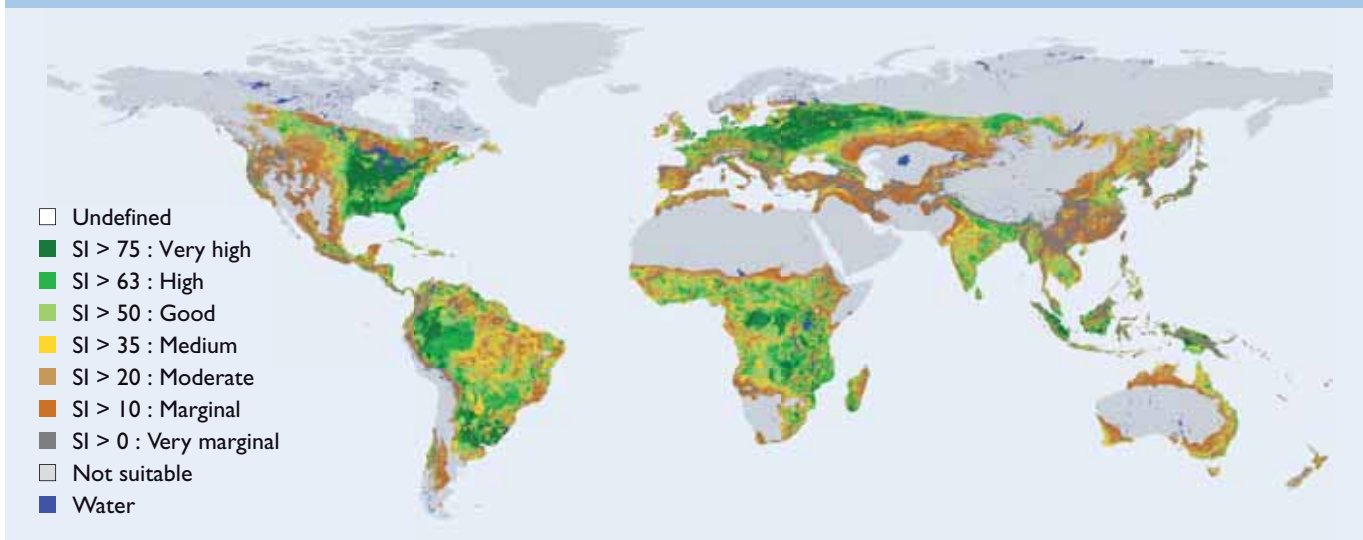 Undefined
SI > 75 : Very high
SI > 63 : High
SI > 50 : Good
SI > 35 : Medium
SI > 20 : Moderate
SI > 10 : Marginal
SI > 0 : Very marginal
Not suitable
Water